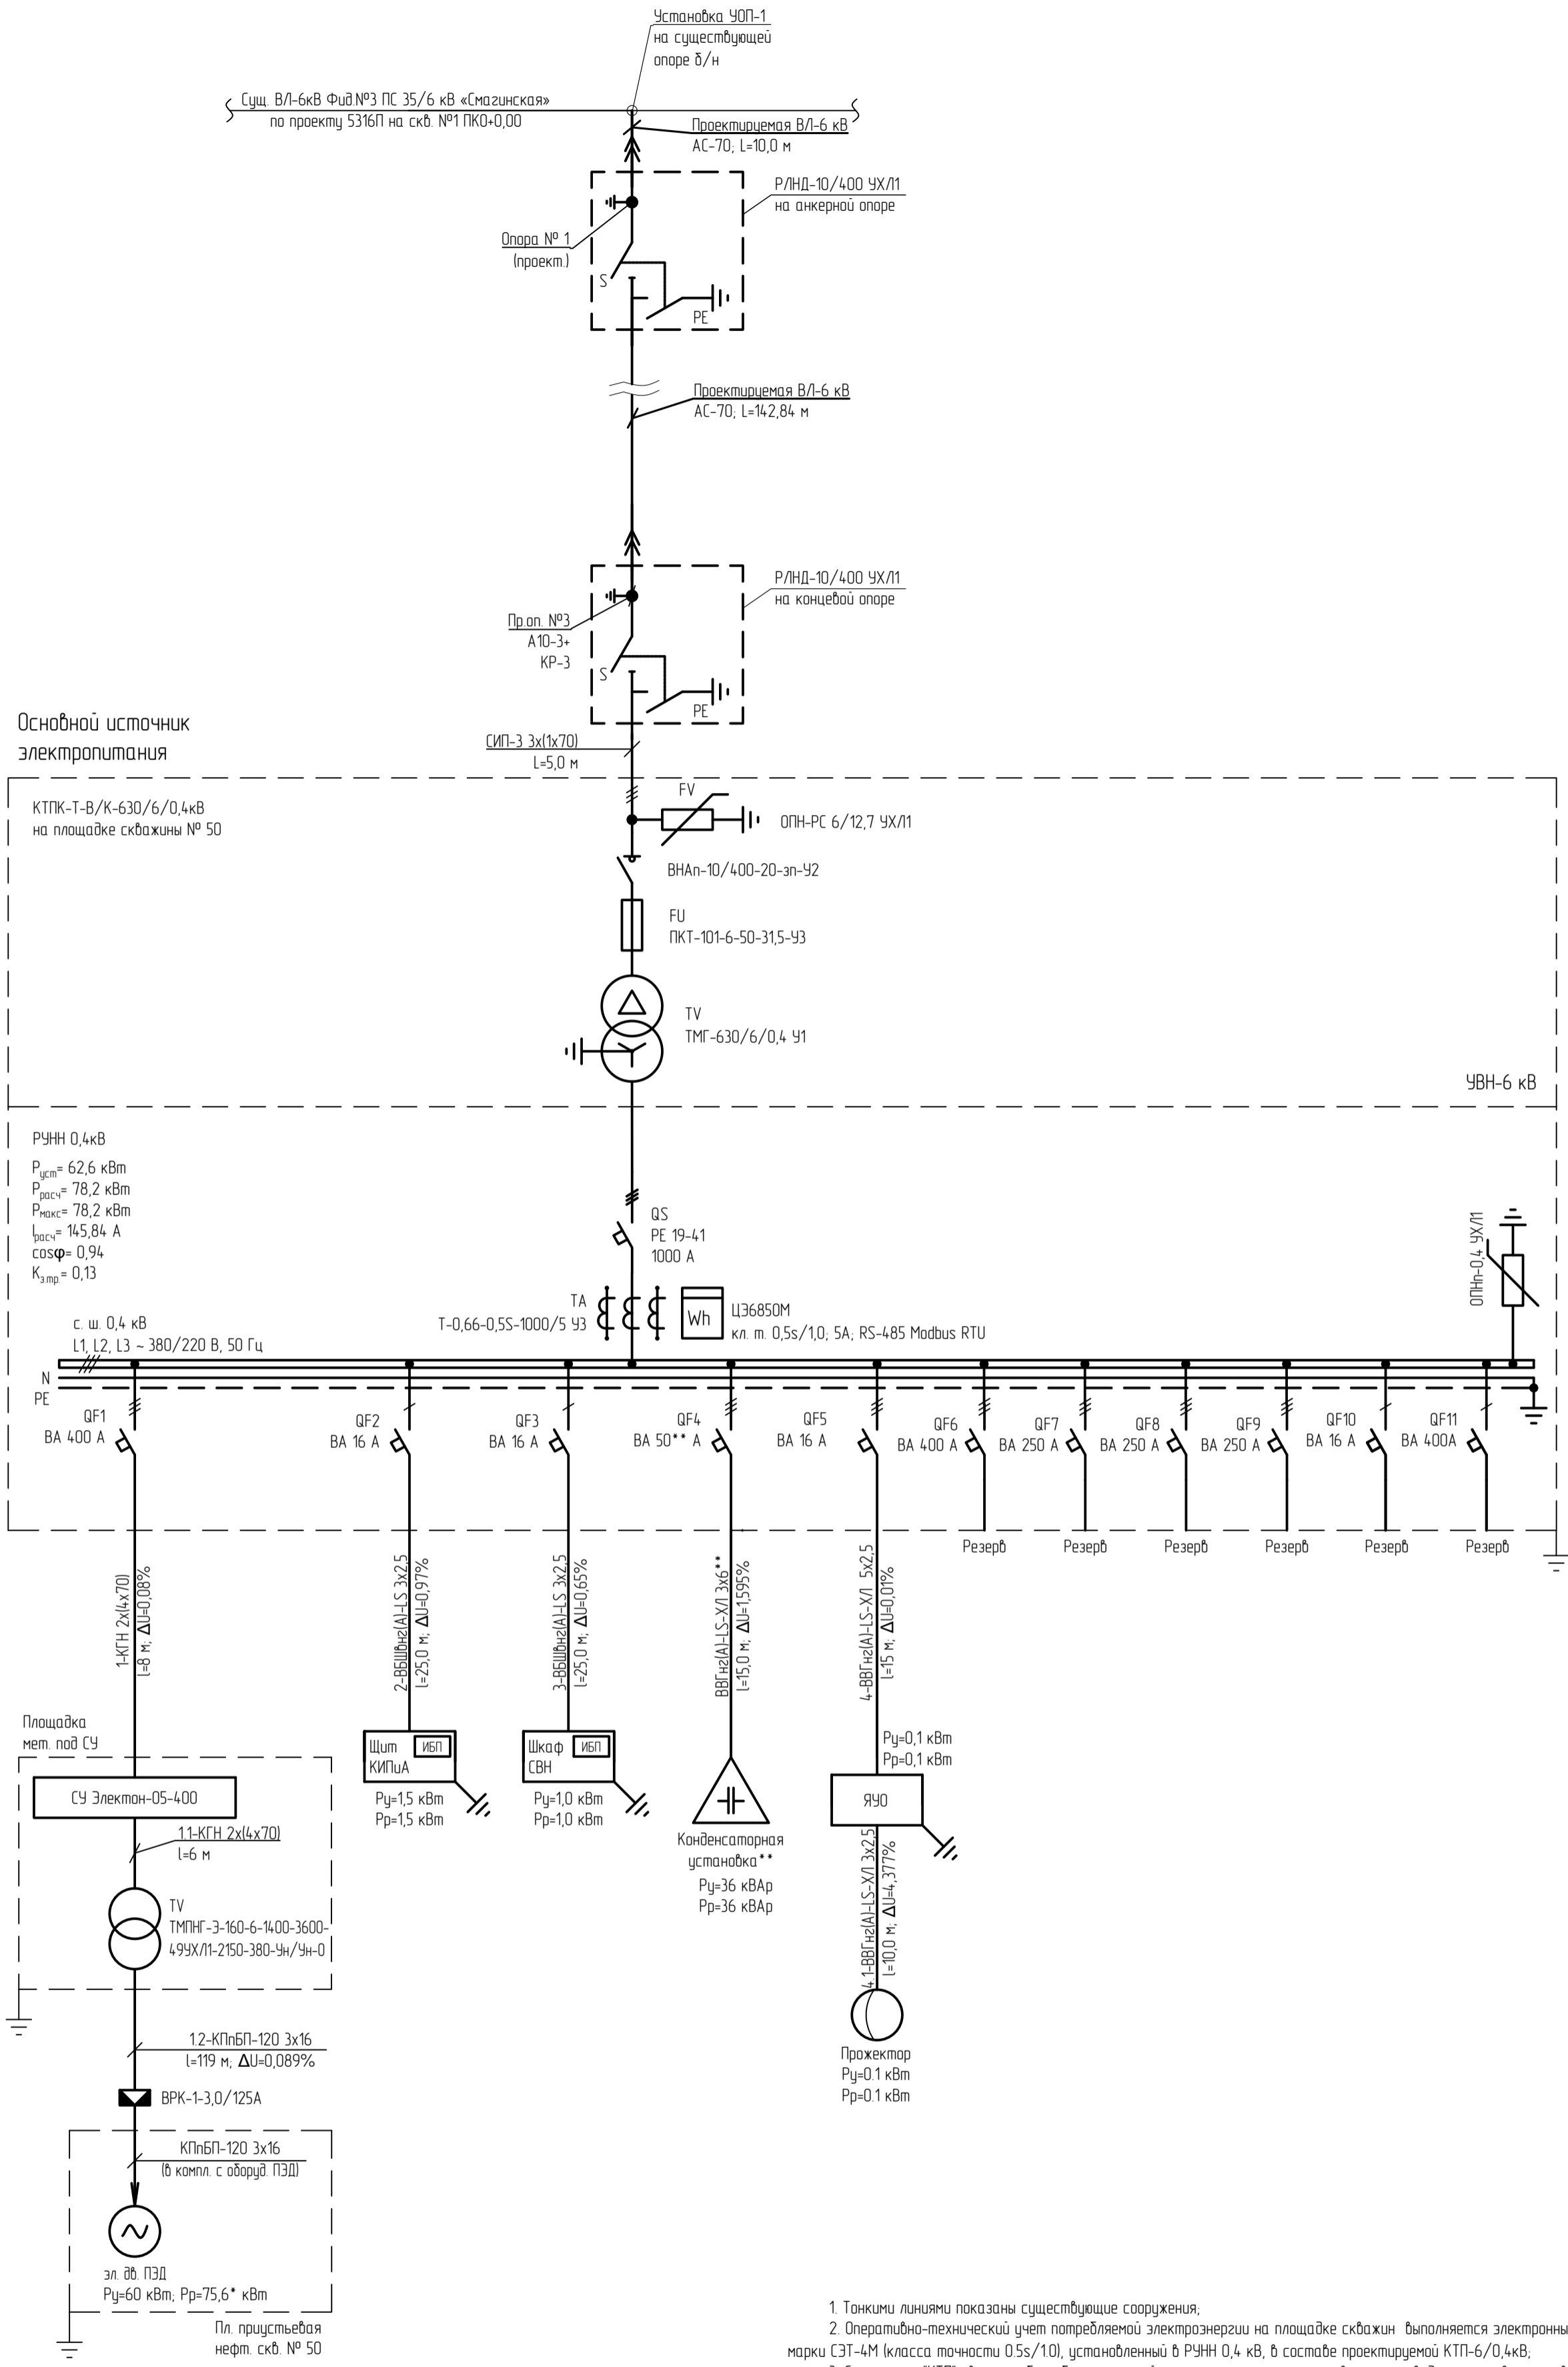 Установка УОП-1
на существующей
опоре б/н
Сущ. ВЛ-6кВ Фид.№3 ПС 35/6 кВ «Смагинская»
по проекту 5316П на скв. №1 ПК0+0,00
Проектируемая ВЛ-6 кВ
АС-70; L=10,0 м
РЛНД-10/400 УХЛ1
на анкерной опоре
Опора № 1
(проект.)
S
PE
Проектируемая ВЛ-6 кВ
АС-70; L=142,84 м
РЛНД-10/400 УХЛ1
на концевой опоре
Пр.оп. №3
А10-3+
КР-3
S
PE
Основной источник
электропитания
СИП-3 3х(1х70)
L=5,0 м
КТПК-Т-В/К-630/6/0,4кВ
на площадке скважины № 50
FV
ОПН-РС 6/12,7 УХЛ1
ВНАп-10/400-20-зп-У2
FU
ПКТ-101-6-50-31,5-У3
TV
ТМГ-630/6/0,4 У1
УВН-6 кВ
РУНН 0,4кВ
Pуст= 62,6 кВт
Pрасч= 78,2 кВт
Pмакс= 78,2 кВт
Iрасч= 145,84 А
cosφ= 0,94
Kз.тр.= 0,13
QS
РЕ 19-41
1000 А
ОПНп-0,4 УХЛ1
ТА
Т-0,66-0,5S-1000/5 У3
Wh
ЦЭ6850М
кл. т. 0,5s/1,0; 5А; RS-485 Modbus RTU
с. ш. 0,4 кВ
L1, L2, L3 ~ 380/220 В, 50 Гц
N
PE
QF1
ВА 400 А
QF2
ВА 16 А
QF3
ВА 16 А
QF4
ВА 50** А
QF5
ВА 16 А
QF6
ВА 400 А
QF7
ВА 250 А
QF8
ВА 250 А
QF9
ВА 250 А
QF10
ВА 16 А
QF11
ВА 400А
Резерв
Резерв
Резерв
Резерв
Резерв
Резерв
1-КГН 2х(4х70)
l=8 м; ΔU=0,08%
2-ВБШвнг(А)-LS 3х2,5
l=25,0 м; ΔU=0,97%
3-ВБШвнг(А)-LS 3х2,5
l=25,0 м; ΔU=0,65%
ВВГнг(А)-LS-ХЛ 3х6**
l=15,0 м; ΔU=1,595%
4-ВВГнг(А)-LS-ХЛ 5х2,5
l=15 м; ΔU=0,01%
Площадка
мет. под СУ
СУ Электон-05-400
1.1-КГН 2х(4х70)
l=6 м
TV
ТМПНГ-Э-160-6-1400-3600-
49УХЛ1-2150-380-Ун/Ун-0
1.2-КПпБП-120 3х16
l=119 м; ΔU=0,089%
ВРК-1-3,0/125А
КПпБП-120 3х16
(в компл. с оборуд. ПЭД)
эл. дв. ПЭД
Ру=60 кВт; Рр=75,6* кВт
Пл. приустьевая
нефт. скв. № 50
Щит
КИПиА
ИБП
Ру=1,5 кВт
Рр=1,5 кВт
Шкаф
СВН
ИБП
Ру=1,0 кВт
Рр=1,0 кВт
Конденсаторная
установка**
Ру=36 кВАр
Рр=36 кВАр
Ру=0,1 кВт
Рр=0,1 кВт
ЯУО
4.1-ВВГнг(А)-LS-ХЛ 3х2,5
l=10,0 м; ΔU=4,377%
Прожектор
Ру=0.1 кВт
Рр=0.1 кВт
1. Тонкими линиями показаны существующие сооружения;
2. Оперативно-технический учет потребляемой электроэнергии на площадке скважин выполняется электронны
марки СЭТ-4М (класса точности 0.5s/1.0), установленный в РУНН 0,4 кВ, в составе проектируемой КТП-6/0,4кВ;